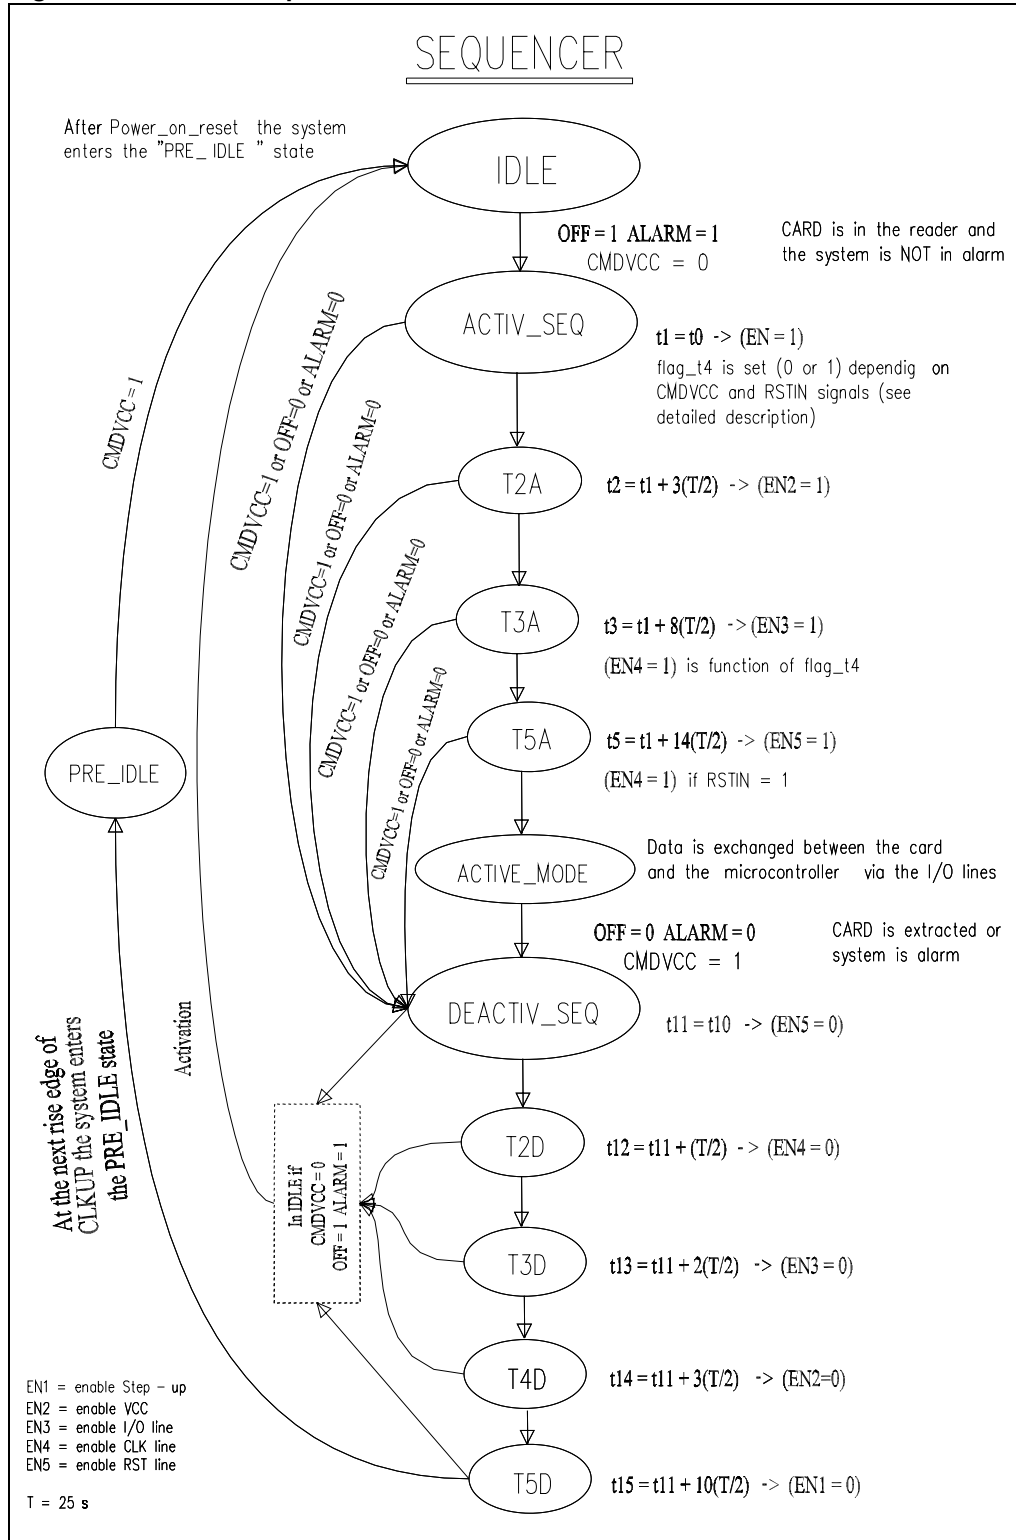 SEQUENCER
After Power_on_reset the system
enters the "PRE_ IDLE " state
IDLE
OFF = 1 ALARM = 1
CMDVCC = 0
CARD is in the reader and
the system is NOT in alarm
ACTIV_SEQ
t1 = t0 -> (EN = 1)
flag_t4 is set (0 or 1) dependig on
CMDVCC and RSTIN signals (see
detailed description)
CMDVCC = 1
CMDVCC=1 or OFF=0 or ALARM=0
CMDVCC=1 or OFF=0 or ALARM=0
CMDVCC=1 or OFF=0 or ALARM=0
CMDVCC=1 or OFF=0 or ALARM=0
T2A
t2 = t1 + 3(T/2) -> (EN2 = 1)
T3A
t3 = t1 + 8(T/2) -> (EN3 = 1)
(EN4 = 1) is function of flag_t4
T5A
t5 = t1 + 14(T/2) -> (EN5 = 1)
(EN4 = 1) if RSTIN = 1
PRE_IDLE
ACTIVE_MODE
Data is exchanged between the card
and the microcontroller via the I/O lines
OFF = 0 ALARM = 0
CMDVCC = 1
CARD is extracted or
system is alarm
DEACTIV_SEQ
t11 = t10 -> (EN5 = 0)
Activation
At the next rise edge of
CLKUP the system enters
the PRE_IDLE state
In IDLE if
CMDVCC = 0
OFF = 1 ALARM = 1
T2D
t12 = t11 + (T/2) -> (EN4 = 0)
T3D
t13 = t11 + 2(T/2) -> (EN3 = 0)
T4D
t14 = t11 + 3(T/2) -> (EN2=0)
T5D
t15 = t11 + 10(T/2) -> (EN1 = 0)
EN1 = enable Step - up
EN2 = enable VCC
EN3 = enable I/O line
EN4 = enable CLK line
EN5 = enable RST line
T = 25 s